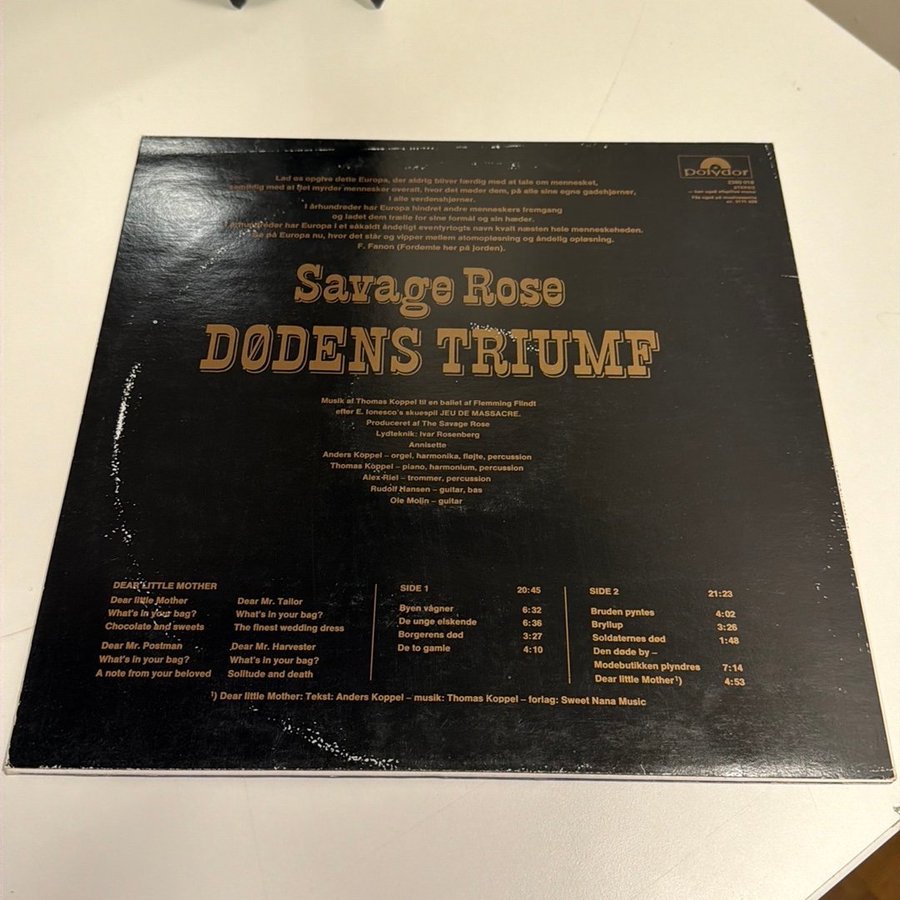 Lad os opgive dette Europa, der aldrig bliver færdig med at tale om mennesket,
samtidig med at det myrder mennesker overalt, hvor det møder dem, på alle sine egne gadehjørner,
i alle verdenshjørner.
I århundreder har Europa hindret andre menneskers fremgang
og ladet dem trælle for sine formål og sin hæder.
I århundreder har Europa i et såkaldt åndeligt eventyrtogts navn kvalt næsten hele menneskeheden.
Se på Europa nu, hvor det står og vipper mellem atomopløsning og åndelig opløsning.
F. Fanon (Fordømte her på jorden).
polydor
STEREO
Savage Rose
DØDENS TRIUMF
Musik af Thomas Koppel til en ballet af Flemming Flindt
efter E. Ionesco's skuespil JEU DE MASSACRE.
Produceret af The Savage Rose
Lydteknik: Ivar Rosenberg
Annisette
Anders Koppel – orgel, harmonika, fløjte, percussion
Thomas Koppel – piano, harmonium, percussion
Alex Riel – trommer, percussion
Rudolf Hansen – guitar, bas
Ole Molin – guitar
DEAR LITTLE MOTHER
Dear little Mother
What's in your bag?
Chocolate and sweets
Dear Mr. Postman
What's in your bag?
A note from your beloved
Dear Mr. Tailor
What's in your bag?
The finest wedding dress
Dear Mr. Harvester
What's in your bag?
Solitude and death
SIDE 1 20:45
Byen vågner 6:32
De unge elskende 6:36
Borgerens død 3:27
De to gamle 4:10
SIDE 2 21:23
Bruden pyntes 4:02
Bryllup 3:26
Soldaternes død 1:48
Den døde by –
Modebutikken plyndres 7:14
Dear little Mother¹) 4:53
¹) Dear little Mother: Tekst: Anders Koppel – musik: Thomas Koppel – forlag: Sweet Nana Music